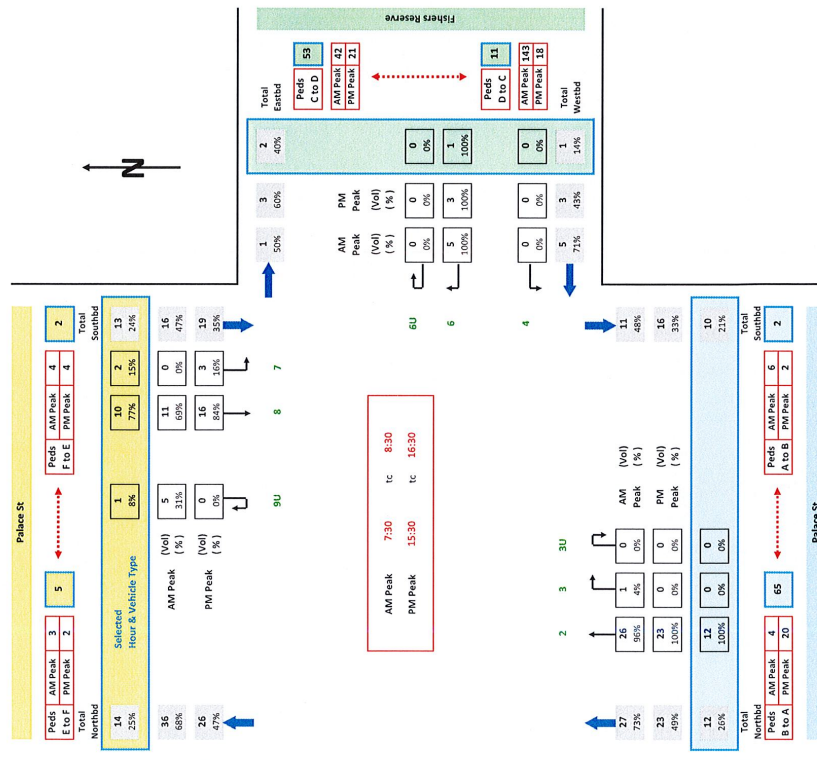 Palace St
Peds
E to F
AM Peak 3
PM Peak 2
5
Peds
F to E
AM Peak 4
PM Peak 4
2
Total
Northbd
Total
Southbd
14
25%
Selected
Hour & Vehicle Type
1
8%
10
77%
2
15%
13
24%
36
68%
AM Peak
(Vol)
( % )
5
31%
11
69%
0
0%
16
47%
26
47%
PM Peak
(Vol)
( % )
0
0%
16
84%
3
16%
19
35%
9U
8
7
N
Fishers Reserve
Total
Eastbd
Peds
C to D
53
AM Peak 42
PM Peak 21
Peds
D to C
11
AM Peak 143
PM Peak 18
Total
Westbd
1
50%
3
60%
2
40%
AM
Peak
(Vol)
( % )
PM
Peak
(Vol)
( % )
6U
0
0%
0
0%
0
0%
6
5
100%
3
100%
1
100%
4
0
0%
0
0%
0
0%
5
71%
3
43%
1
14%
AM Peak 7:30 tc 8:30
PM Peak 15:30 tc 16:30
2
3
3U
27
73%
26
96%
1
4%
0
0%
AM
Peak
(Vol)
( % )
11
48%
23
49%
23
100%
0
0%
0
0%
PM
Peak
(Vol)
( % )
16
33%
12
26%
12
100%
0
0%
0
0%
10
21%
Total
Northbd
Total
Southbd
Peds
B to A
AM Peak 4
PM Peak 20
65
Peds
A to B
AM Peak 6
PM Peak 2
2
Palace St